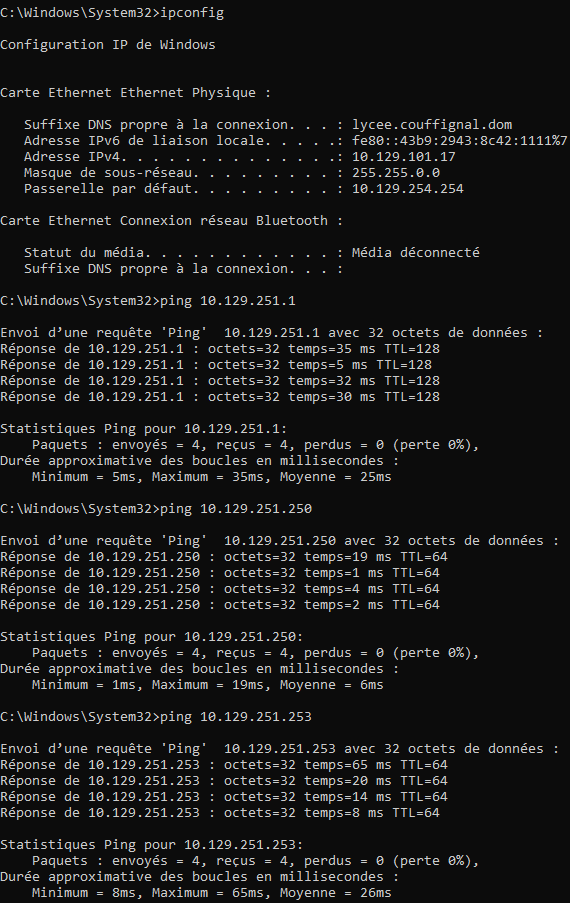 C:\Windows\System32>ipconfig
Configuration IP de Windows
Carte Ethernet Ethernet Physique :
Suffixe DNS propre à la connexion. . . : lycee.couffignal.dom
Adresse IPv6 de liaison locale. . . . .: fe80::43b9:2943:8c42:1111%7
Adresse IPv4. . . . . . . . . . . . . .: 10.129.101.17
Masque de sous-réseau. . . . . . . . . : 255.255.0.0
Passerelle par défaut. . . . . . . . . : 10.129.254.254
Carte Ethernet Connexion réseau Bluetooth :
Statut du média. . . . . . . . . . . . : Média déconnecté
Suffixe DNS propre à la connexion. . . :
C:\Windows\System32>ping 10.129.251.1
Envoi d’une requête 'Ping'  10.129.251.1 avec 32 octets de données :
Réponse de 10.129.251.1 : octets=32 temps=35 ms TTL=128
Réponse de 10.129.251.1 : octets=32 temps=5 ms TTL=128
Réponse de 10.129.251.1 : octets=32 temps=32 ms TTL=128
Réponse de 10.129.251.1 : octets=32 temps=30 ms TTL=128
Statistiques Ping pour 10.129.251.1:
Paquets : envoyés = 4, reçus = 4, perdus = 0 (perte 0%),
Durée approximative des boucles en millisecondes :
Minimum = 5ms, Maximum = 35ms, Moyenne = 25ms
C:\Windows\System32>ping 10.129.251.250
Envoi d’une requête 'Ping'  10.129.251.250 avec 32 octets de données :
Réponse de 10.129.251.250 : octets=32 temps=19 ms TTL=64
Réponse de 10.129.251.250 : octets=32 temps=1 ms TTL=64
Réponse de 10.129.251.250 : octets=32 temps=4 ms TTL=64
Réponse de 10.129.251.250 : octets=32 temps=2 ms TTL=64
Statistiques Ping pour 10.129.251.250:
Paquets : envoyés = 4, reçus = 4, perdus = 0 (perte 0%),
Durée approximative des boucles en millisecondes :
Minimum = 1ms, Maximum = 19ms, Moyenne = 6ms
C:\Windows\System32>ping 10.129.251.253
Envoi d’une requête 'Ping'  10.129.251.253 avec 32 octets de données :
Réponse de 10.129.251.253 : octets=32 temps=65 ms TTL=64
Réponse de 10.129.251.253 : octets=32 temps=20 ms TTL=64
Réponse de 10.129.251.253 : octets=32 temps=14 ms TTL=64
Réponse de 10.129.251.253 : octets=32 temps=8 ms TTL=64
Statistiques Ping pour 10.129.251.253:
Paquets : envoyés = 4, reçus = 4, perdus = 0 (perte 0%),
Durée approximative des boucles en millisecondes :
Minimum = 8ms, Maximum = 65ms, Moyenne = 26ms